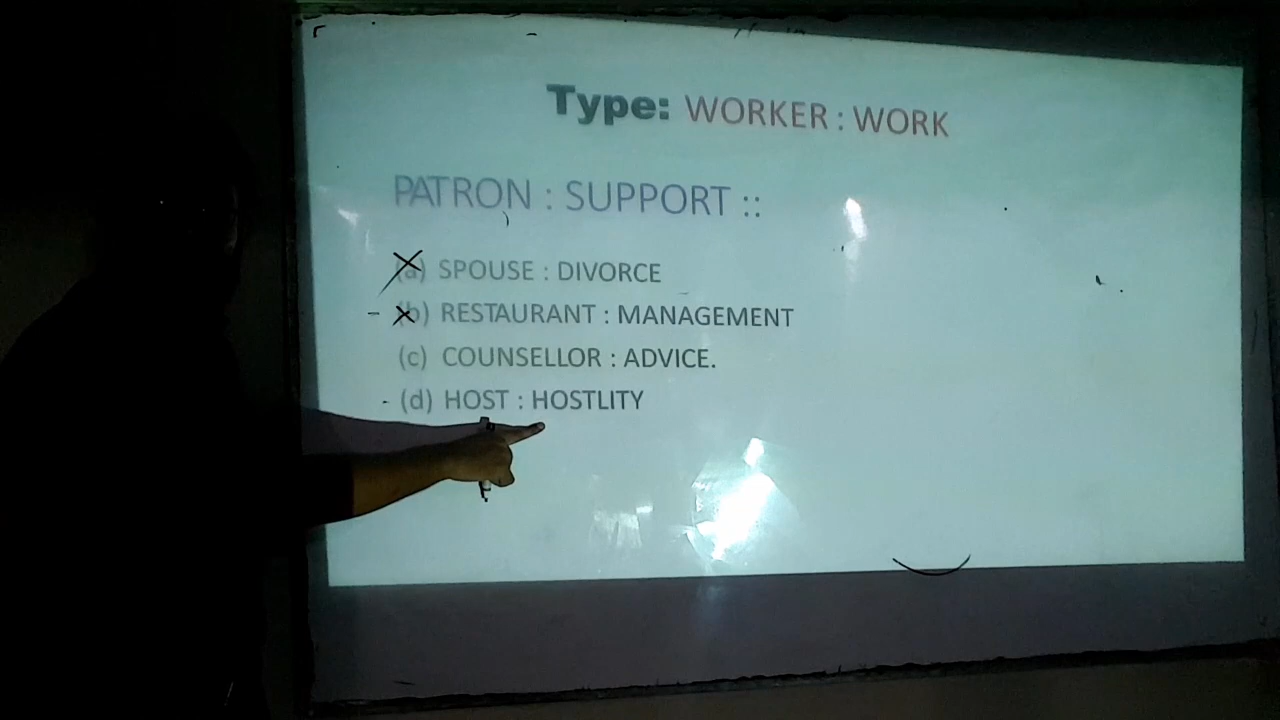 Type: WORKER : WORK
PATRON : SUPPORT ::
(a) SPOUSE : DIVORCE
(b) RESTAURANT : MANAGEMENT
(c) COUNSELLOR : ADVICE.
(d) HOST : HOSTLITY